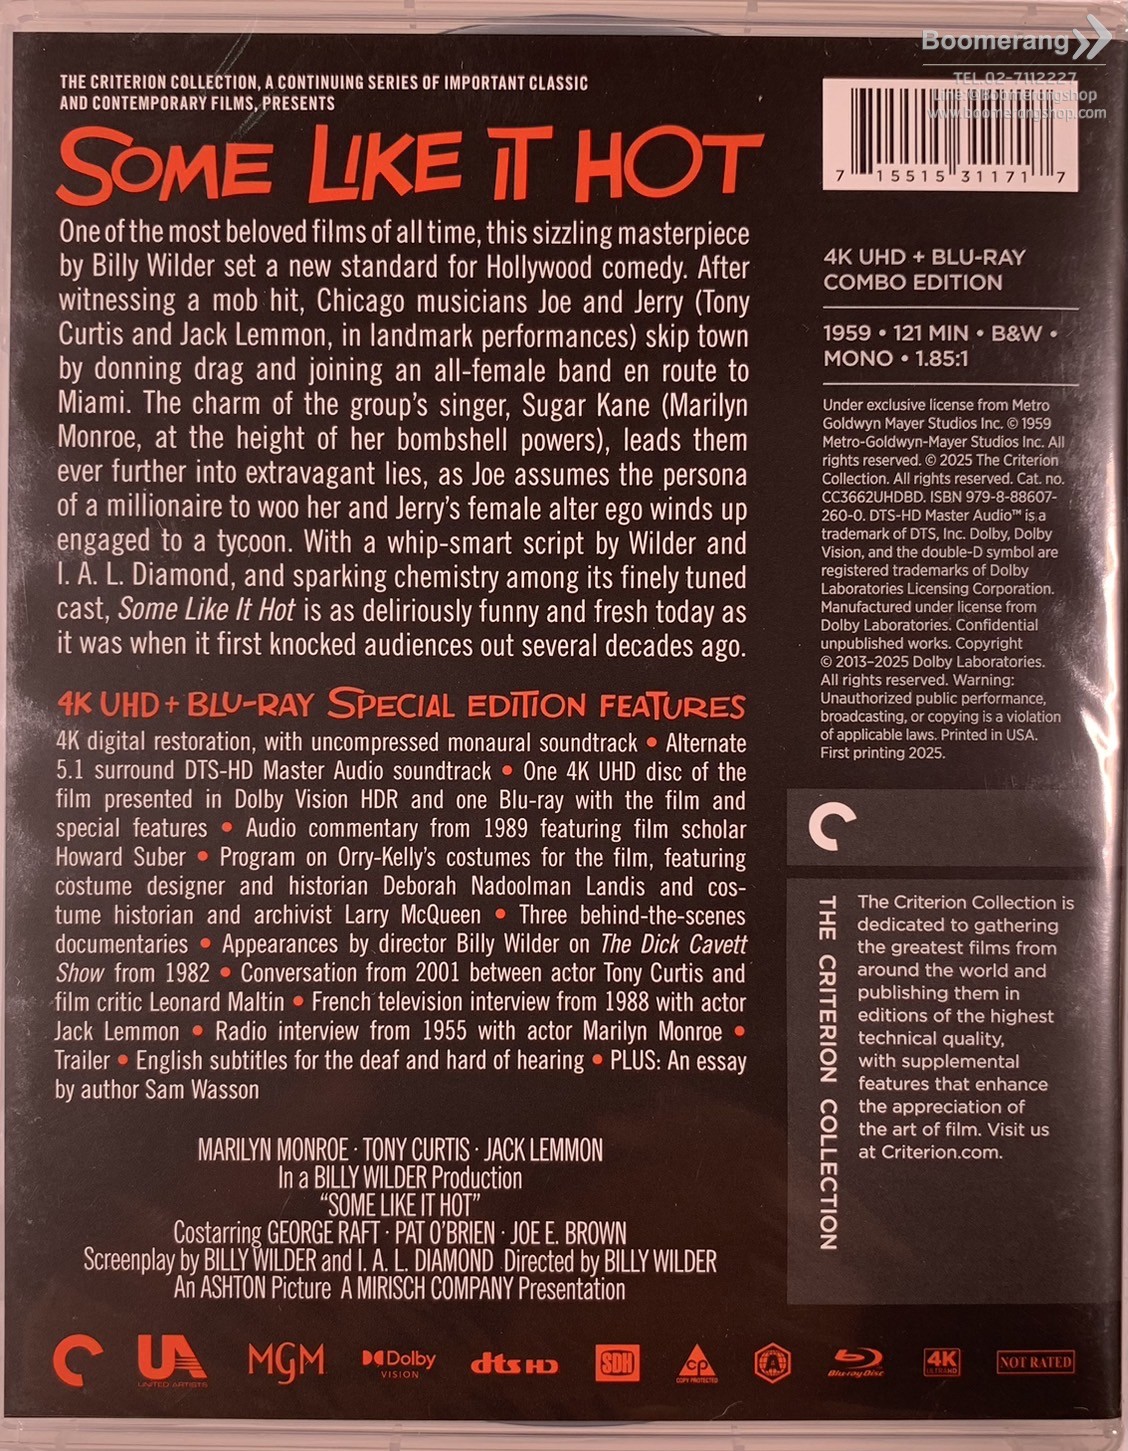 Boomerang
TEL.02-7112227
Line:@Boomerangshop
www.boomerangshop.com
THE CRITERION COLLECTION, A CONTINUING SERIES OF IMPORTANT CLASSIC
AND CONTEMPORARY FILMS, PRESENTS
SOME LIKE IT HOT
One of the most beloved films of all time, this sizzling masterpiece
by Billy Wilder set a new standard for Hollywood comedy. After
witnessing a mob hit, Chicago musicians Joe and Jerry (Tony
Curtis and Jack Lemmon, in landmark performances) skip town
by donning drag and joining an all-female band en route to
Miami. The charm of the group's singer, Sugar Kane (Marilyn
Monroe, at the height of her bombshell powers), leads them
ever further into extravagant lies, as Joe assumes the persona
of a millionaire to woo her and Jerry's female alter ego winds up
engaged to a tycoon. With a whip-smart script by Wilder and
I. A. L. Diamond, and sparking chemistry among its finely tuned
cast, Some Like It Hot is as deliriously funny and fresh today as
it was when it first knocked audiences out several decades ago.
4K UHD + BLU-RAY SPECIAL EDITION FEATURES
4K digital restoration, with uncompressed monaural soundtrack • Alternate
5.1 surround DTS-HD Master Audio soundtrack • One 4K UHD disc of the
film presented in Dolby Vision HDR and one Blu-ray with the film and
special features • Audio commentary from 1989 featuring film scholar
Howard Suber • Program on Orry-Kelly's costumes for the film, featuring
costume designer and historian Deborah Nadoolman Landis and cos-
tume historian and archivist Larry McQueen • Three behind-the-scenes
documentaries • Appearances by director Billy Wilder on The Dick Cavett
Show from 1982 • Conversation from 2001 between actor Tony Curtis and
film critic Leonard Maltin • French television interview from 1988 with actor
Jack Lemmon • Radio interview from 1955 with actor Marilyn Monroe •
Trailer • English subtitles for the deaf and hard of hearing • PLUS: An essay
by author Sam Wasson
MARILYN MONROE · TONY CURTIS · JACK LEMMON
In a BILLY WILDER Production
"SOME LIKE IT HOT"
Costarring GEORGE RAFT · PAT O'BRIEN · JOE E. BROWN
Screenplay by BILLY WILDER and I. A. L. DIAMOND Directed by BILLY WILDER
An ASHTON Picture A MIRISCH COMPANY Presentation
7 15515 31171 7
4K UHD + BLU-RAY
COMBO EDITION
1959 • 121 MIN • B&W •
MONO • 1.85:1
Under exclusive license from Metro
Goldwyn Mayer Studios Inc. © 1959
Metro-Goldwyn-Mayer Studios Inc. All
rights reserved. © 2025 The Criterion
Collection. All rights reserved. Cat. no.
CC3662UHDBD. ISBN 979-8-88607-
260-0. DTS-HD Master Audio™ is a
trademark of DTS, Inc. Dolby, Dolby
Vision, and the double-D symbol are
registered trademarks of Dolby
Laboratories Licensing Corporation.
Manufactured under license from
Dolby Laboratories. Confidential
unpublished works. Copyright
© 2013–2025 Dolby Laboratories.
All rights reserved. Warning:
Unauthorized public performance,
broadcasting, or copying is a violation
of applicable laws. Printed in USA.
First printing 2025.
THE CRITERION COLLECTION
The Criterion Collection is
dedicated to gathering
the greatest films from
around the world and
publishing them in
editions of the highest
technical quality,
with supplemental
features that enhance
the appreciation of
the art of film. Visit us
at Criterion.com.
UA
UNITED ARTISTS
MGM
Dolby
VISION
dts HD
SDH
CP
COPY PROTECTED
A
Blu-ray Disc
4K
ULTRA HD
NOT RATED